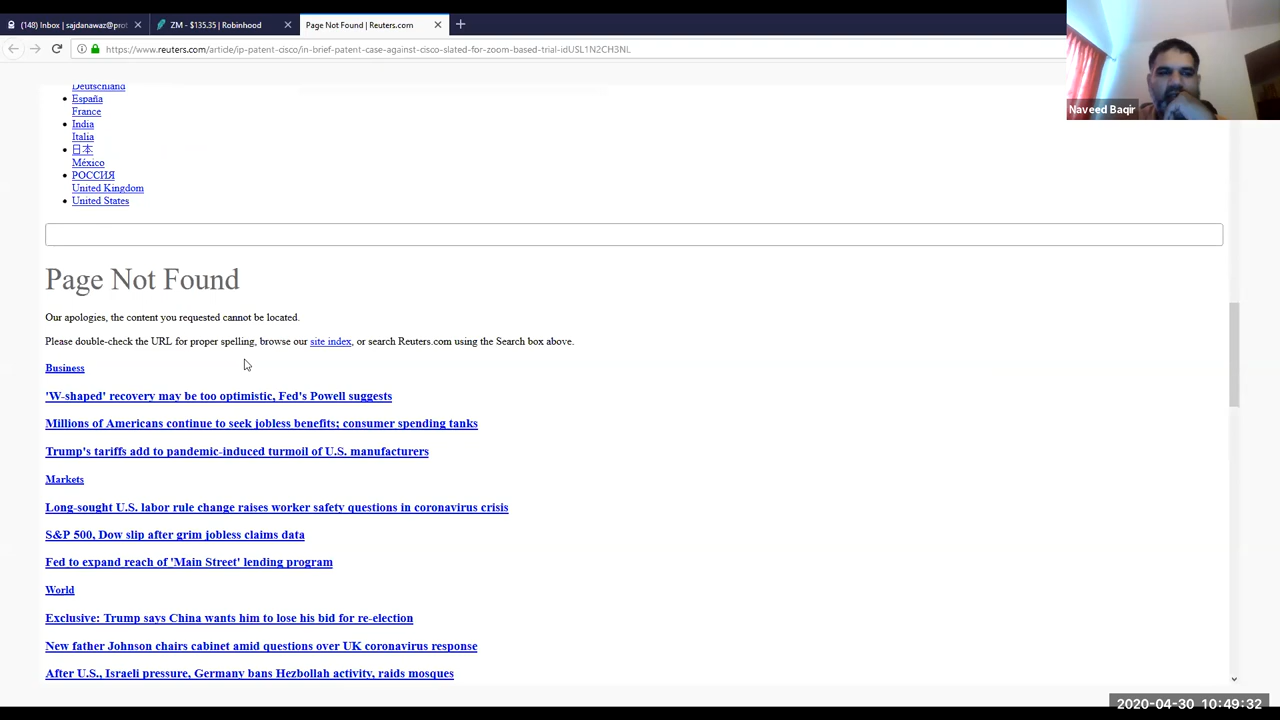 (148) Inbox | sajdanawaz@prot
ZM - $135.35 | Robinhood
Page Not Found | Reuters.com
https://www.reuters.com/article/ip-patent-cisco/in-brief-patent-case-against-cisco-slated-for-zoom-based-trial-idUSL1N2CH3NL
Naveed Baqir
Deutschland
España
France
India
Italia
日本
México
РОССИЯ
United Kingdom
United States
Page Not Found
Our apologies, the content you requested cannot be located.
Please double-check the URL for proper spelling, browse our site index, or search Reuters.com using the Search box above.
Business
'W-shaped' recovery may be too optimistic, Fed's Powell suggests
Millions of Americans continue to seek jobless benefits; consumer spending tanks
Trump's tariffs add to pandemic-induced turmoil of U.S. manufacturers
Markets
Long-sought U.S. labor rule change raises worker safety questions in coronavirus crisis
S&P 500, Dow slip after grim jobless claims data
Fed to expand reach of 'Main Street' lending program
World
Exclusive: Trump says China wants him to lose his bid for re-election
New father Johnson chairs cabinet amid questions over UK coronavirus response
After U.S., Israeli pressure, Germany bans Hezbollah activity, raids mosques
2020-04-30 10:49:32